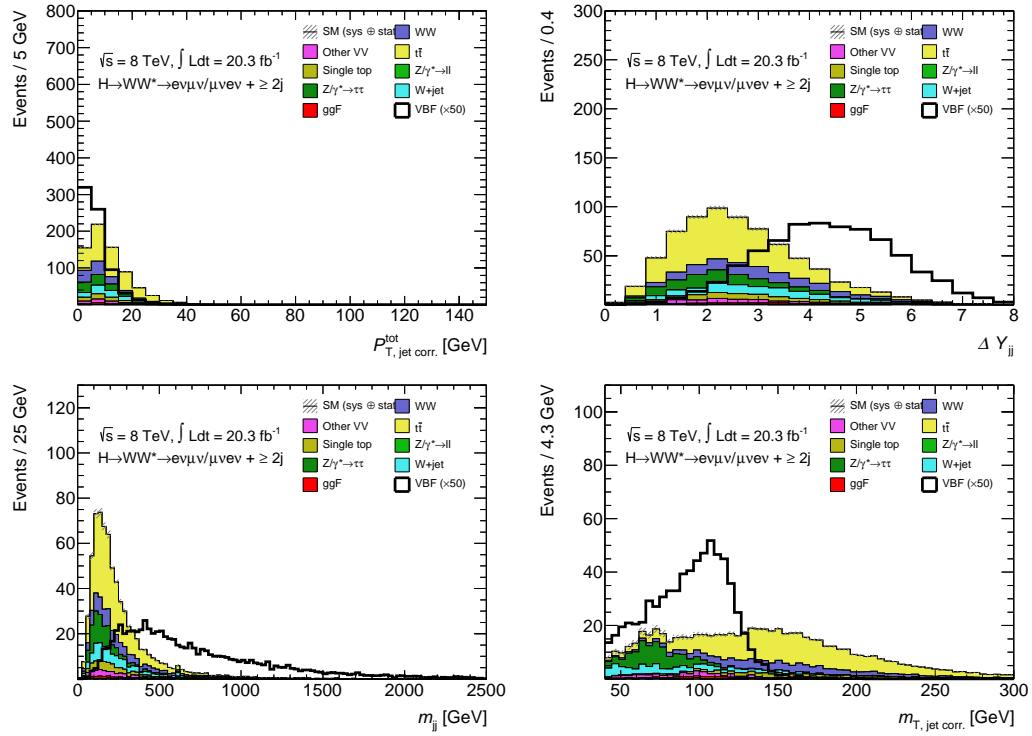 Events / 5 GeV
800
700
600
500
400
300
200
100
√s = 8 TeV, ∫ Ldt = 20.3 fb⁻¹
H→WW*→eνμν/μνeν + ≥ 2j
SM (sys ⊕ stat)
WW
Other VV
tt̄
Single top
Z/γ*→ll
Z/γ*→ττ
W+jet
ggF
VBF (×50)
0 20 40 60 80 100 120 140
P^tot_T, jet corr. [GeV]
Events / 0.4
300
250
200
150
100
50
√s = 8 TeV, ∫ Ldt = 20.3 fb⁻¹
H→WW*→eνμν/μνeν + ≥ 2j
SM (sys ⊕ stat
WW
Other VV
tt̄
Single top
Z/γ*→ll
Z/γ*→ττ
W+jet
ggF
VBF (×50)
0 1 2 3 4 5 6 7 8
Δ Y_jj
Events / 25 GeV
120
100
80
60
40
20
√s = 8 TeV, ∫ Ldt = 20.3 fb⁻¹
H→WW*→eνμν/μνeν + ≥ 2j
SM (sys ⊕ stat
WW
Other VV
tt̄
Single top
Z/γ*→ll
Z/γ*→ττ
W+jet
ggF
VBF (×50)
0 500 1000 1500 2000 2500
m_jj [GeV]
Events / 4.3 GeV
100
80
60
40
20
√s = 8 TeV, ∫ Ldt = 20.3 fb⁻¹
H→WW*→eνμν/μνeν + ≥ 2j
SM (sys ⊕ stat
WW
Other VV
tt̄
Single top
Z/γ*→ll
Z/γ*→ττ
W+jet
ggF
VBF (×50)
50 100 150 200 250 300
m_T, jet corr. [GeV]